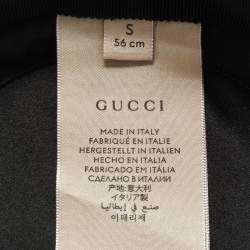 S
56 cm
GUCCI
MADE IN ITALY
FABRIQUÉ EN ITALIE
HERGESTELLT IN ITALIEN
HECHO EN ITALIA
FABRICADO EM ITÁLIA
СДЕЛАНО В ИТАЛИИ
产地:意大利
イタリア製
صنع في إيطاليا
이태리제